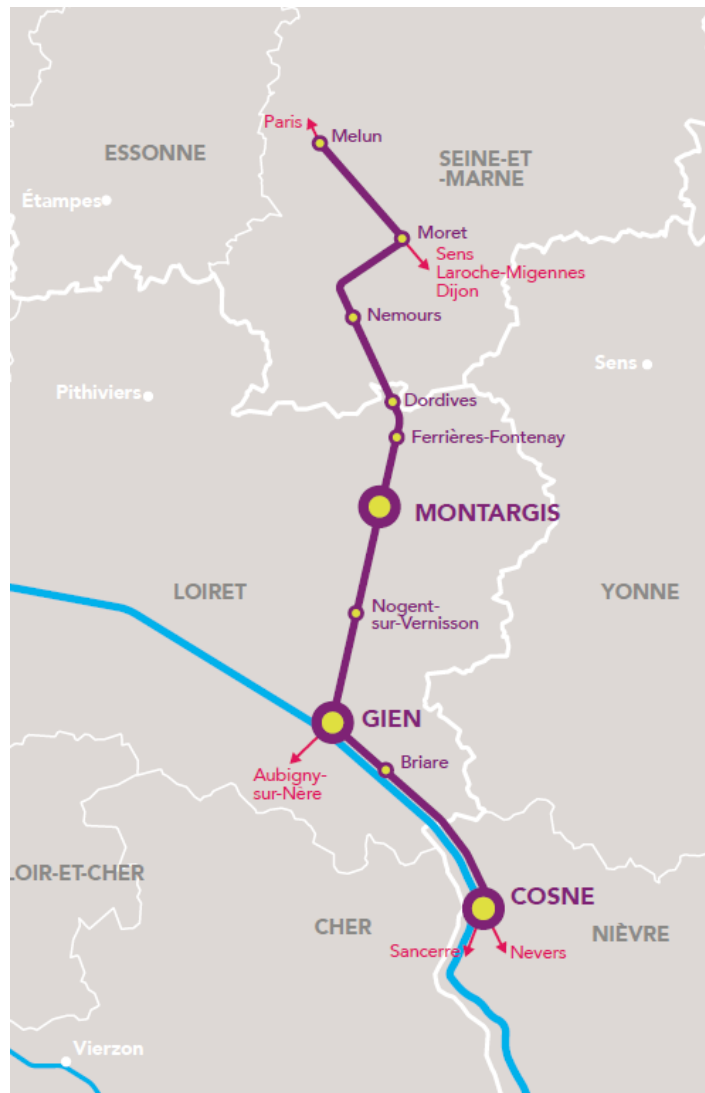 Paris
Melun
ESSONNE
SEINE-ET
-MARNE
Étampes
Moret
Sens
Laroche-Migennes
Dijon
Nemours
Sens
Pithiviers
Dordives
Ferrières-Fontenay
MONTARGIS
LOIRET
YONNE
Nogent-
sur-Vernisson
GIEN
Briare
Aubigny-
sur-Nère
LOIR-ET-CHER
COSNE
CHER
NIÈVRE
Sancerre
Nevers
Vierzon